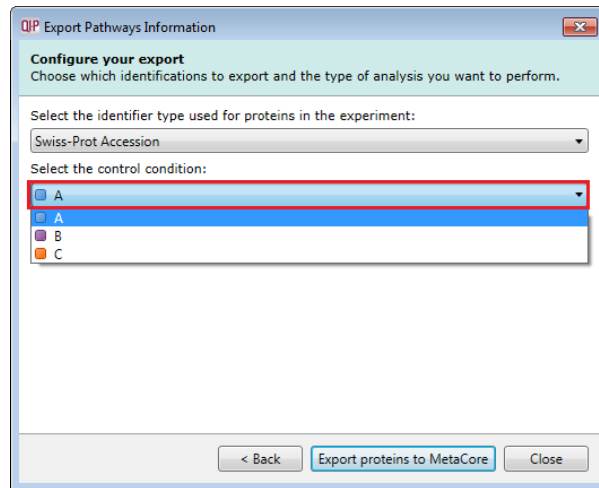 QIP Export Pathways Information
Configure your export
Choose which identifications to export and the type of analysis you want to perform.
Select the identifier type used for proteins in the experiment:
Swiss-Prot Accession
Select the control condition:
A
A
B
C
< Back
Export proteins to MetaCore
Close